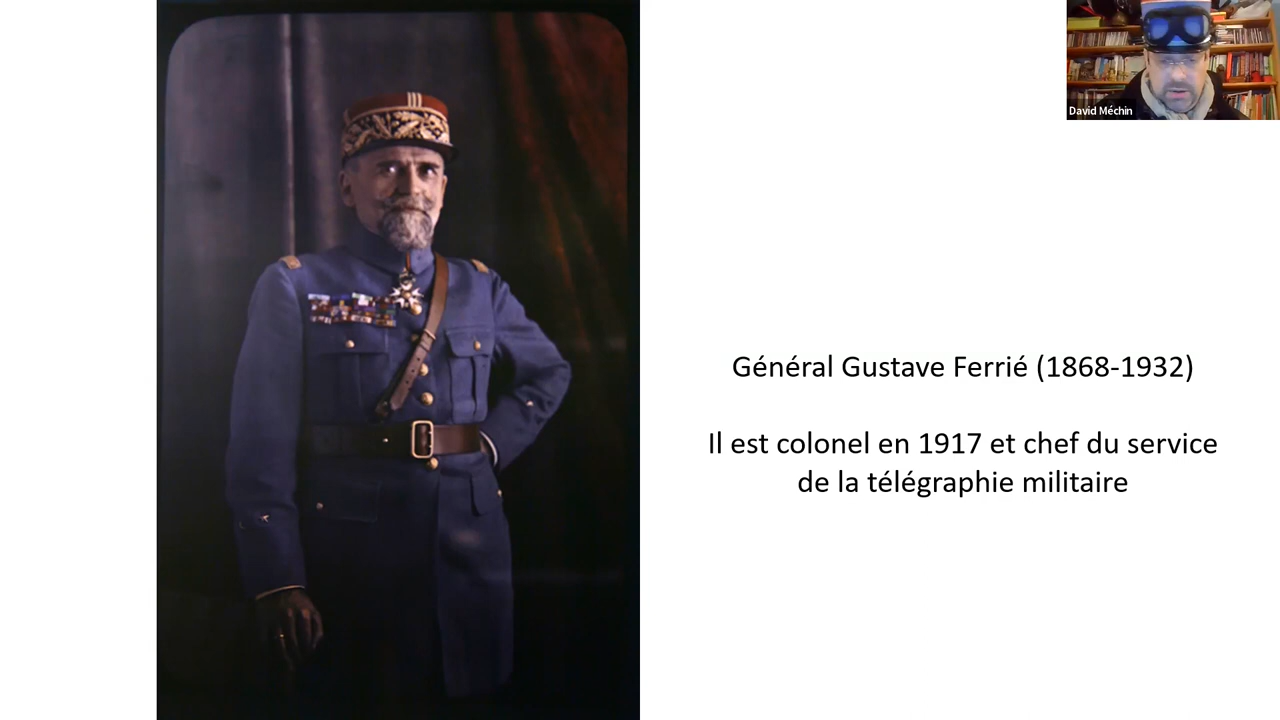 David Méchin
Général Gustave Ferrié (1868-1932)
Il est colonel en 1917 et chef du service
de la télégraphie militaire